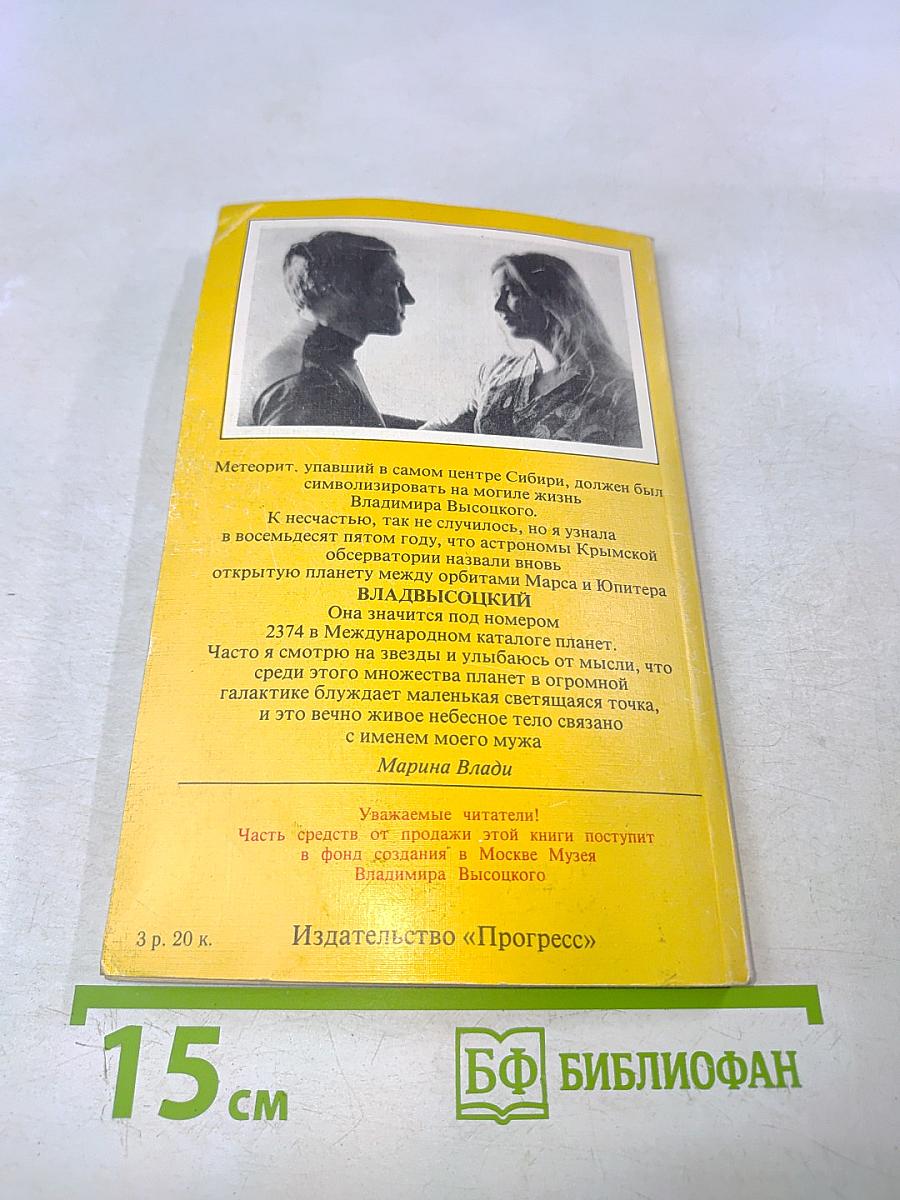 Метеорит, упавший в самом центре Сибири, должен был
символизировать на могиле жизнь
Владимира Высоцкого.
К несчастью, так не случилось, но я узнала
в восемьдесят пятом году, что астрономы Крымской
обсерватории назвали вновь
открытую планету между орбитами Марса и Юпитера
ВЛАДВЫСОЦКИЙ
Она значится под номером
2374 в Международном каталоге планет.
Часто я смотрю на звезды и улыбаюсь от мысли, что
среди этого множества планет в огромной
галактике блуждает маленькая светящаяся точка,
и это вечно живое небесное тело связано
с именем моего мужа
Марина Влади
Уважаемые читатели!
Часть средств от продажи этой книги поступит
в фонд создания в Москве Музея
Владимира Высоцкого
3 р. 20 к.
Издательство «Прогресс»
15 см
БФ БИБЛИОФАН